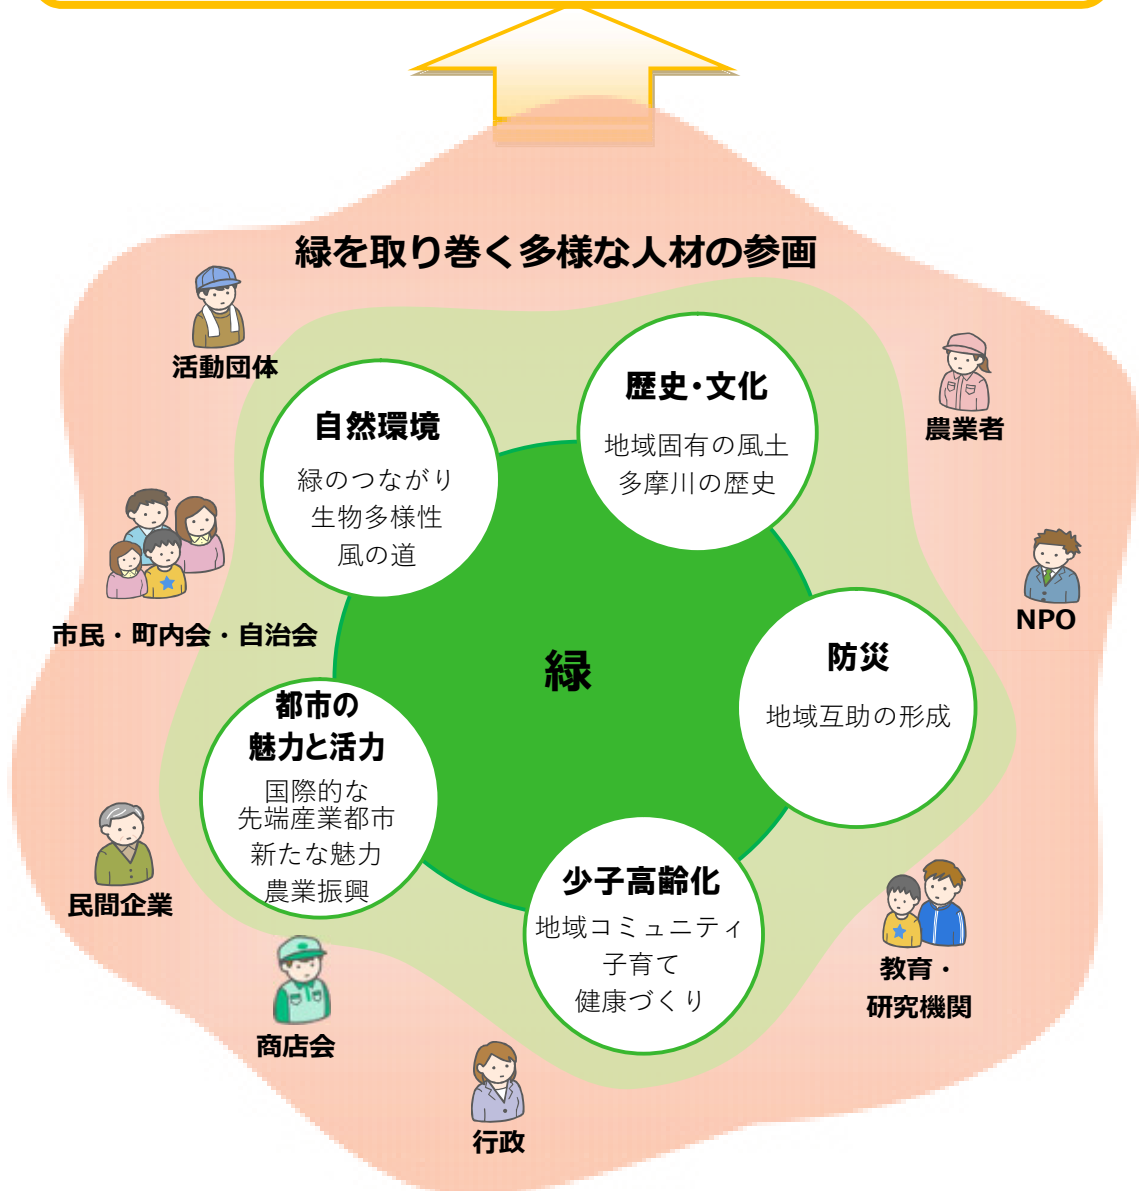 緑を取り巻く多様な人材の参画
活動団体
農業者
歴史・文化
地域固有の風土
多摩川の歴史
自然環境
緑のつながり
生物多様性
風の道
NPO
市民・町内会・自治会
緑
防災
地域互助の形成
都市の
魅力と活力
国際的な
先端産業都市
新たな魅力
農業振興
少子高齢化
地域コミュニティ
子育て
健康づくり
民間企業
教育・
研究機関
商店会
行政